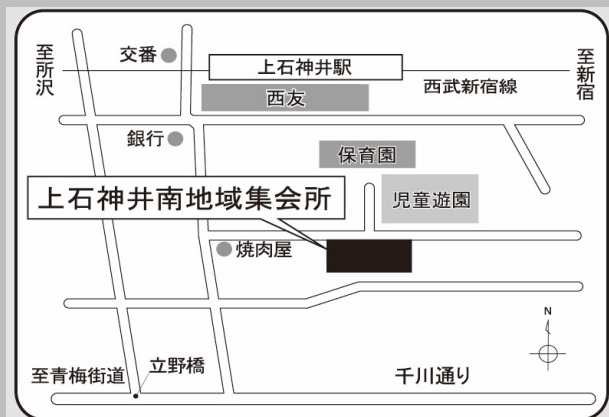 至所沢
交番
上石神井駅
至新宿
西友
西武新宿線
銀行
保育園
上石神井南地域集会所
児童遊園
焼肉屋
N
至青梅街道
立野橋
千川通り